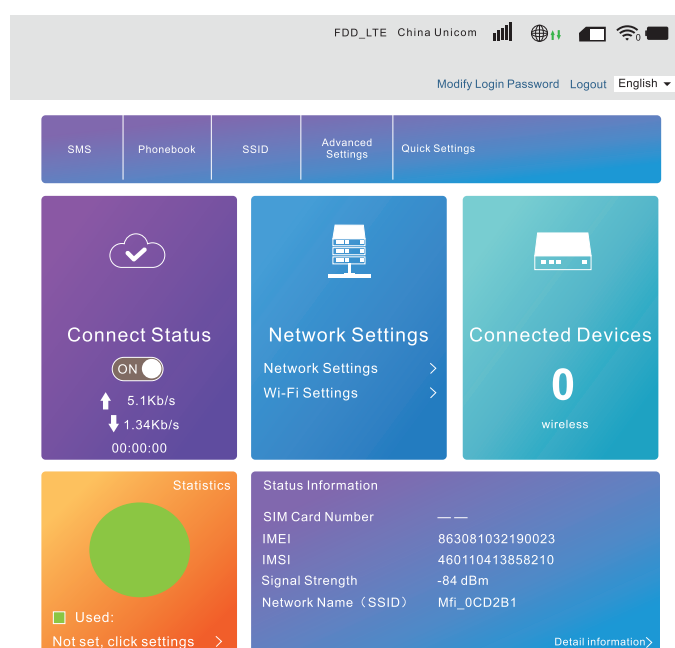 FDD_LTE China Unicom
0
Modify Login Password Logout English
SMS Phonebook SSID Advanced Settings Quick Settings
Connect Status
ON
5.1Kb/s
1.34Kb/s
00:00:00
Network Settings
Network Settings >
Wi-Fi Settings >
Connected Devices
0
wireless
Statistics
Used:
Not set, click settings >
Status Information
SIM Card Number — —
IMEI 863081032190023
IMSI 460110413858210
Signal Strength -84 dBm
Network Name（SSID） Mfi_0CD2B1
Detail information>